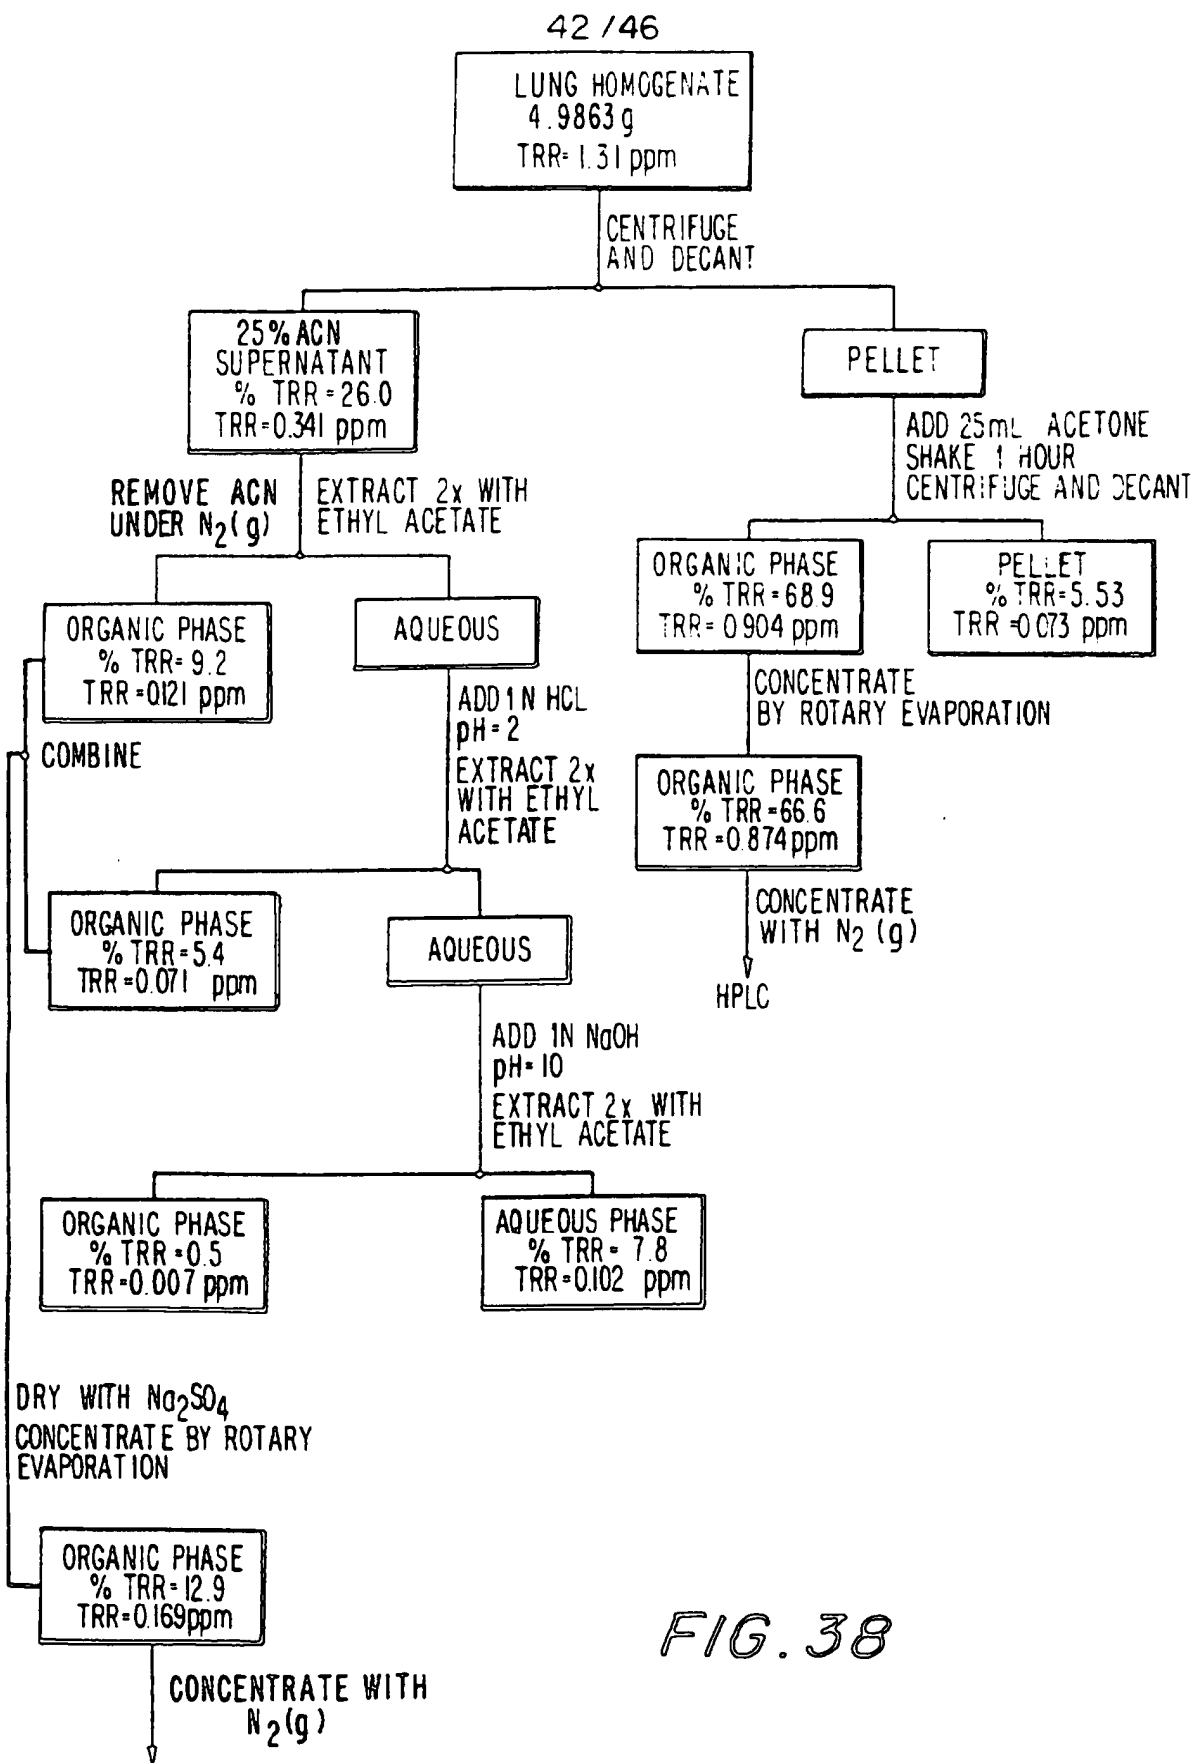 42/46
LUNG HOMOGENATE
4.9863g
TRR=1.31 ppm
CENTRIFUGE
AND DECANT
25% ACN
SUPERNATANT
% TRR=26.0
TRR=0.341 ppm
PELLET
REMOVE ACN
UNDER N2(g)
EXTRACT 2x WITH
ETHYL ACETATE
ADD 25mL ACETONE
SHAKE 1 HOUR
CENTRIFUGE AND DECANT
ORGANIC PHASE
% TRR=9.2
TRR=0.121 ppm
AQUEOUS
ORGANIC PHASE
% TRR=68.9
TRR=0.904 ppm
PELLET
% TRR=5.53
TRR=0.073 ppm
COMBINE
ADD 1N HCL
pH=2
EXTRACT 2x
WITH ETHYL
ACETATE
CONCENTRATE
BY ROTARY EVAPORATION
ORGANIC PHASE
% TRR=66.6
TRR=0.874ppm
ORGANIC PHASE
% TRR=5.4
TRR=0.071 ppm
AQUEOUS
CONCENTRATE
WITH N2 (g)
HPLC
ADD 1N NaOH
pH=10
EXTRACT 2x WITH
ETHYL ACETATE
ORGANIC PHASE
% TRR=0.5
TRR=0.007 ppm
AQUEOUS PHASE
% TRR= 7.8
TRR=0.102 ppm
DRY WITH Na2SO4
CONCENTRATE BY ROTARY
EVAPORATION
ORGANIC PHASE
% TRR=12.9
TRR=0.169ppm
CONCENTRATE WITH
N2(g)
FIG. 38